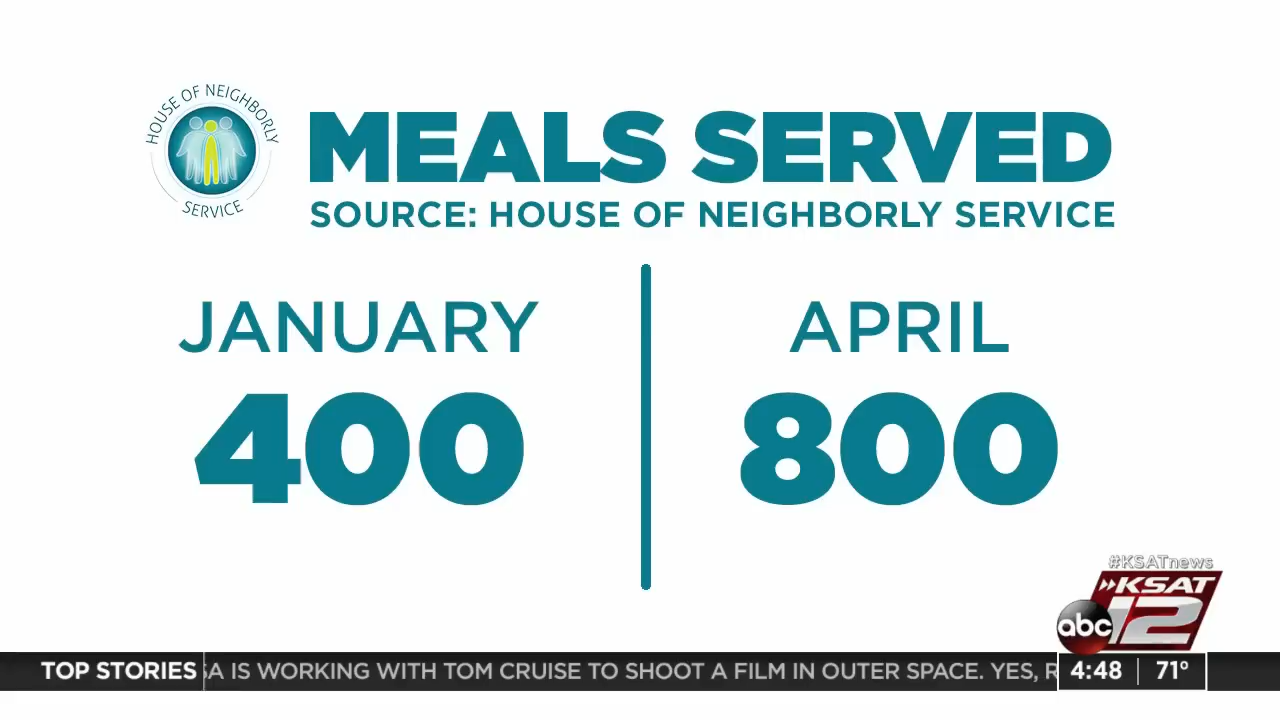 HOUSE OF NEIGHBORLY
SERVICE
MEALS SERVED
SOURCE: HOUSE OF NEIGHBORLY SERVICE
JANUARY
400
APRIL
800
#KSATnews
KSAT
abc 12
TOP STORIES SA IS WORKING WITH TOM CRUISE TO SHOOT A FILM IN OUTER SPACE. YES, R 4:48 71°